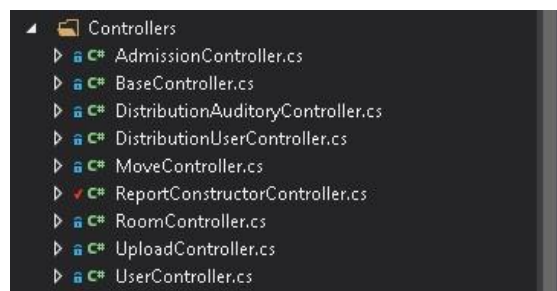 Controllers
C# AdmissionController.cs
C# BaseController.cs
C# DistributionAuditoryController.cs
C# DistributionUserController.cs
C# MoveController.cs
C# ReportConstructorController.cs
C# RoomController.cs
C# UploadController.cs
C# UserController.cs